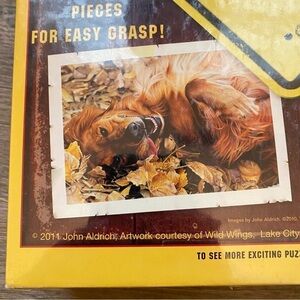 PIECES
FOR EASY GRASP!
Images by John Aldrich. ©2010
© 2011 John Aldrich; Artwork courtesy of Wild Wings, Lake City
TO SEE MORE EXCITING PUZ